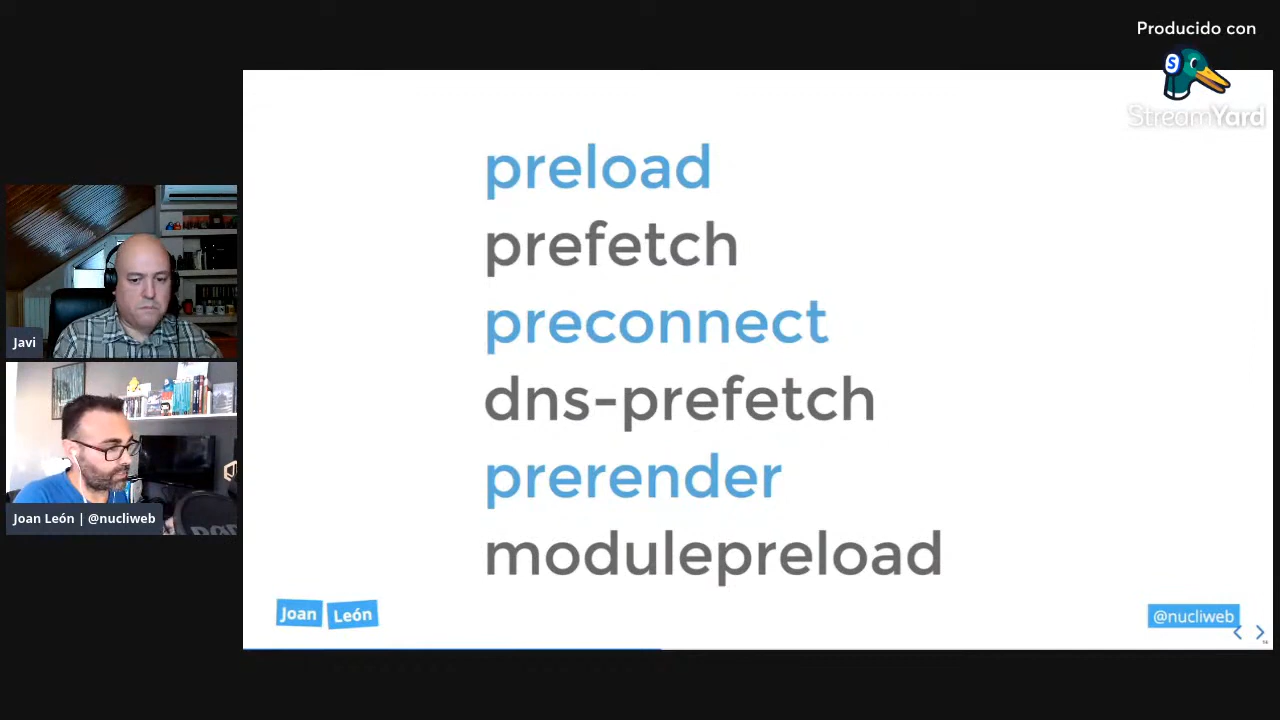 Producido con
StreamYard
preload
prefetch
preconnect
dns-prefetch
prerender
modulepreload
Javi
Joan León | @nucliweb
Joan León
@nucliweb